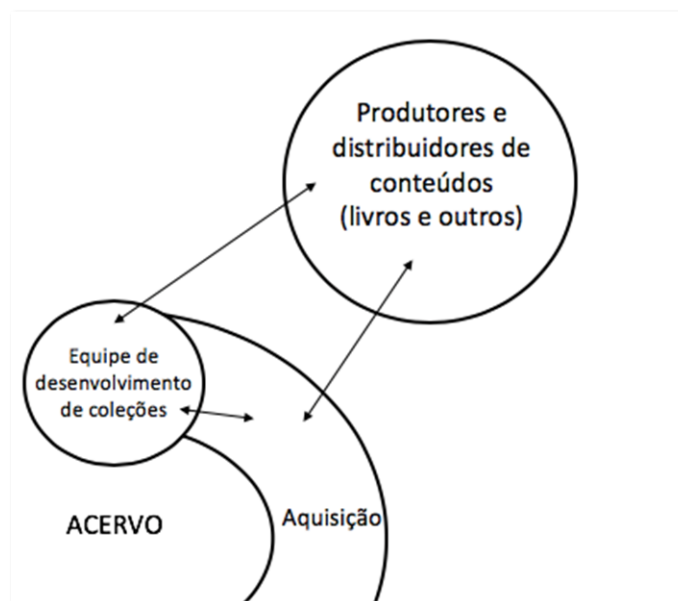 Produtores e
distribuidores de
conteúdos
(livros e outros)
Equipe de
desenvolvimento
de coleções
ACERVO
Aquisição